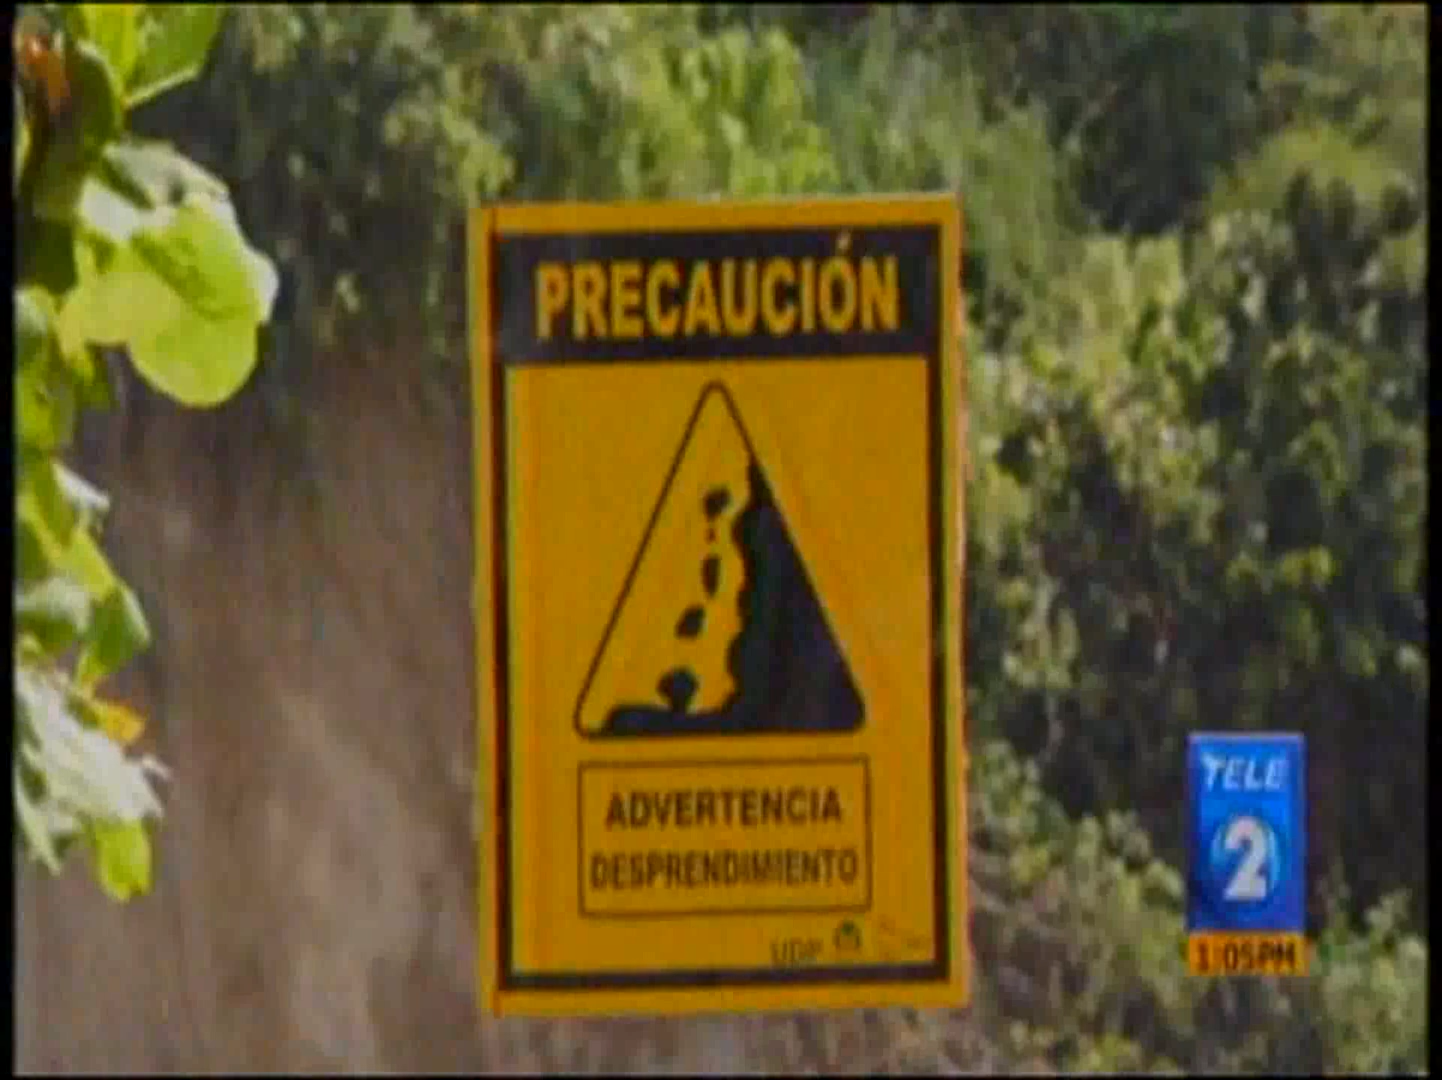 PRECAUCIÓN
ADVERTENCIA
DESPRENDIMIENTO
UDP
TELE
2
1:05PM